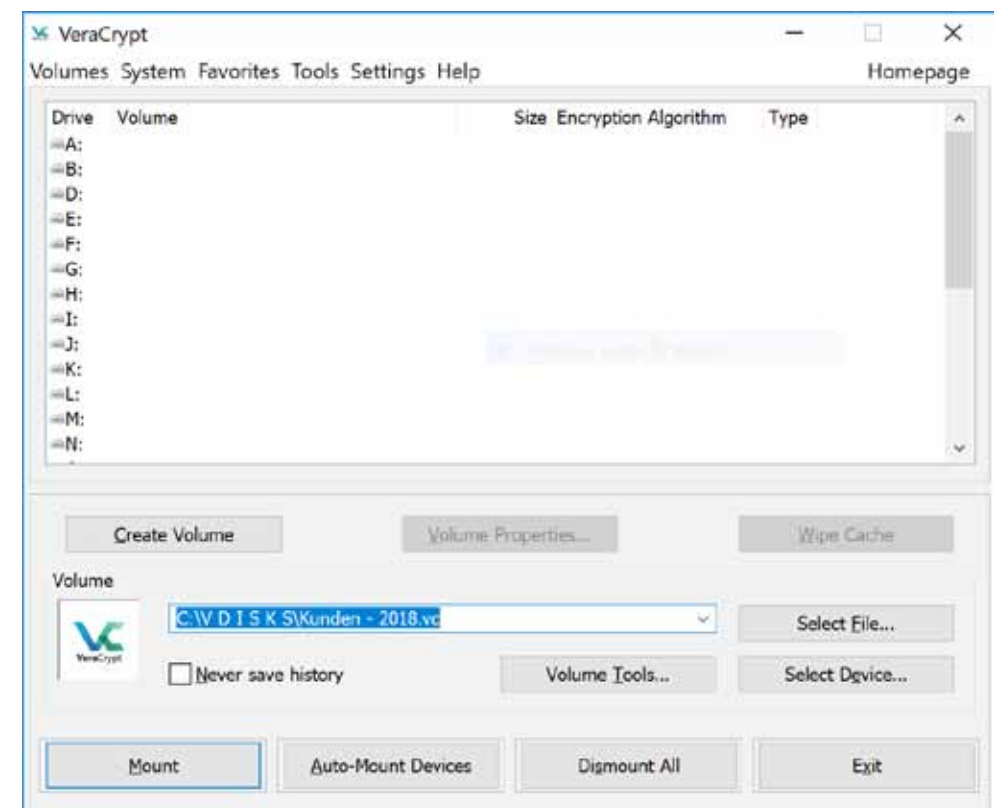 VeraCrypt
Volumes System Favorites Tools Settings Help Homepage
Drive Volume Size Encryption Algorithm Type
A:
B:
D:
E:
F:
G:
H:
I:
J:
K:
L:
M:
N:
Create Volume Volume Properties... Wipe Cache
Volume
C:\V D I S K S\Kunden - 2018.vc Select File...
VeraCrypt
Never save history Volume Tools... Select Device...
Mount Auto-Mount Devices Dismount All Exit